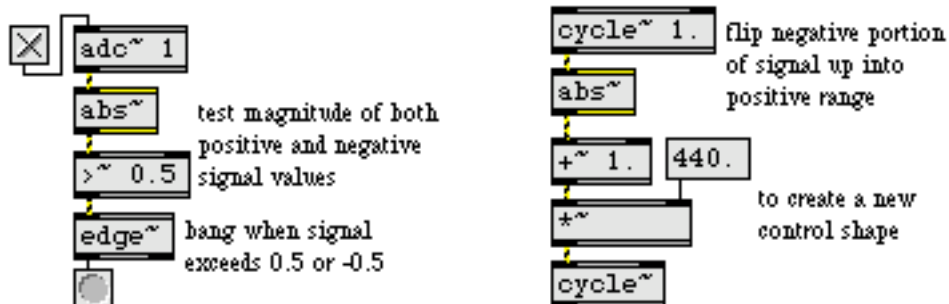 adc~ 1
abs~
>~ 0.5
edge~
test magnitude of both
positive and negative
signal values
bang when signal
exceeds 0.5 or -0.5
cycle~ 1.
abs~
+~ 1.
440.
*~
cycle~
flip negative portion
of signal up into
positive range
to create a new
control shape